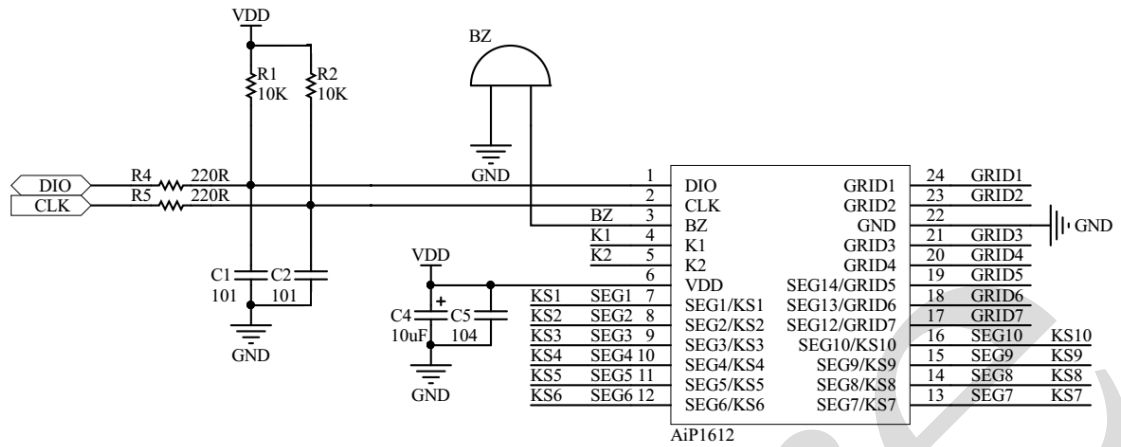 VDD
BZ
R1
10K
R2
10K
GND
DIO
R4
220R
CLK
R5
220R
C1
101
C2
101
GND
VDD
C4
+
10uF
C5
104
GND
BZ
K1
K2
KS1 SEG1
KS2 SEG2
KS3 SEG3
KS4 SEG4
KS5 SEG5
KS6 SEG6
1 DIO GRID1 24 GRID1
2 CLK GRID2 23 GRID2
3 BZ GND 22 GND
4 K1 GRID3 21 GRID3
5 K2 GRID4 20 GRID4
6 VDD SEG14/GRID5 19 GRID5
7 SEG1/KS1 SEG13/GRID6 18 GRID6
8 SEG2/KS2 SEG12/GRID7 17 GRID7
9 SEG3/KS3 SEG10/KS10 16 SEG10 KS10
10 SEG4/KS4 SEG9/KS9 15 SEG9 KS9
11 SEG5/KS5 SEG8/KS8 14 SEG8 KS8
12 SEG6/KS6 SEG7/KS7 13 SEG7 KS7
AiP1612